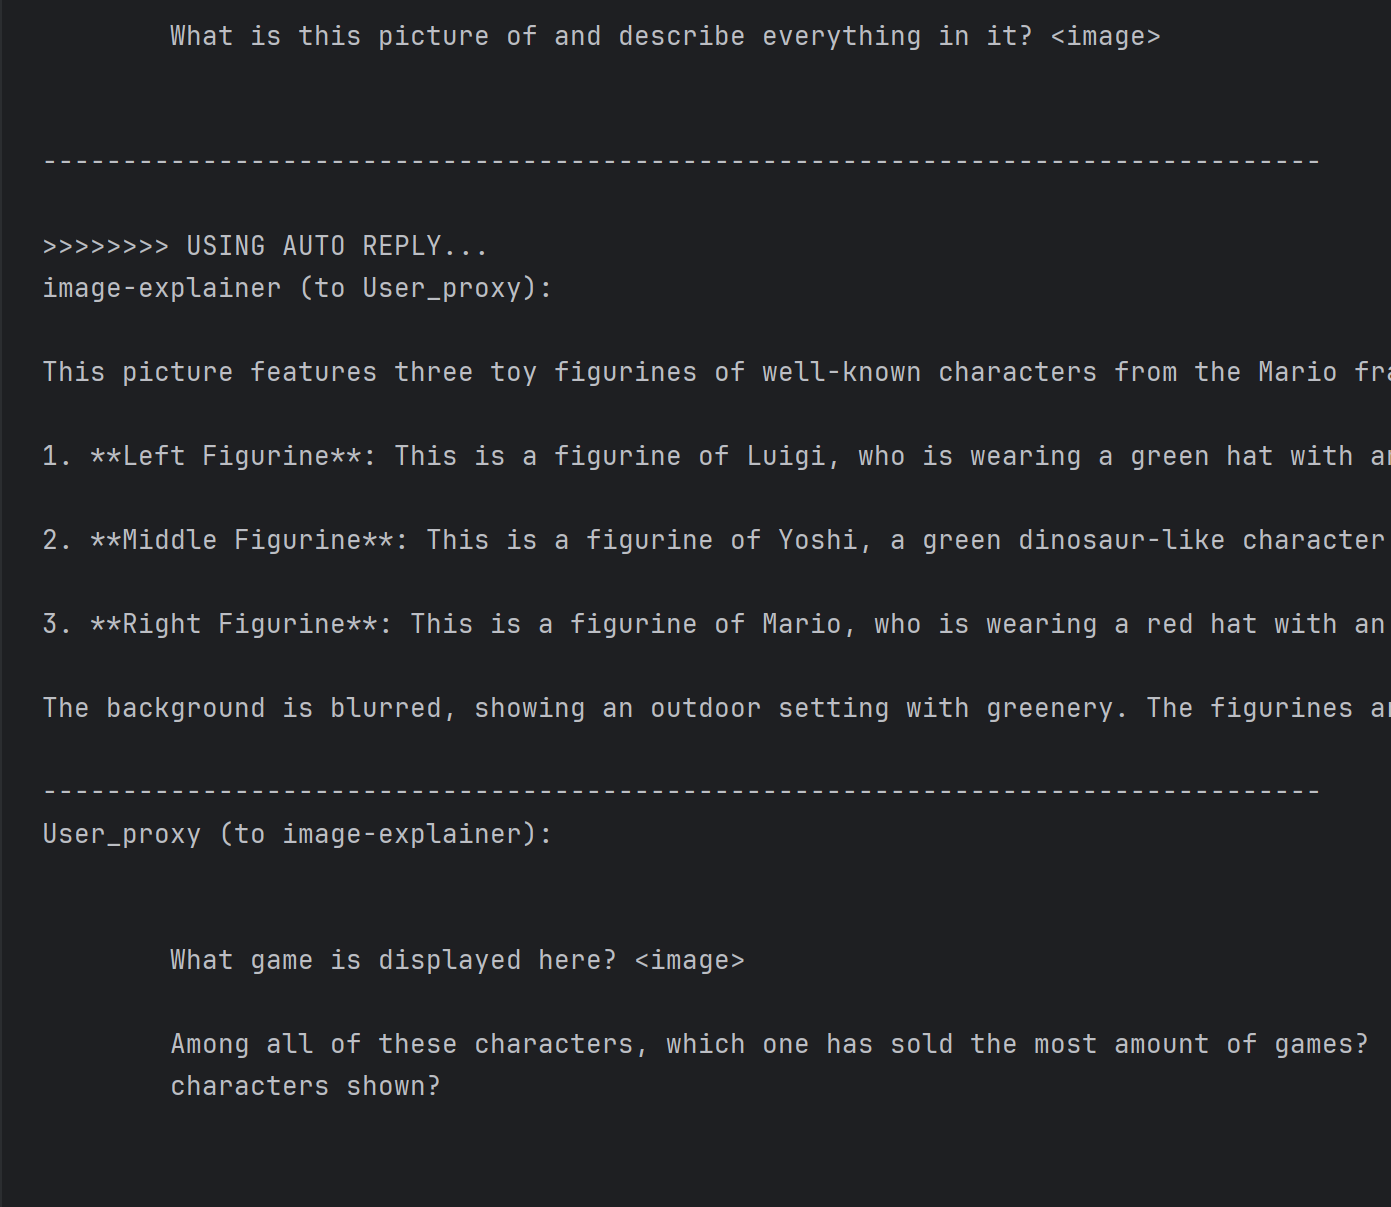 What is this picture of and describe everything in it? <image>
--------------------------------------------------------------------------------
>>>>>>>> USING AUTO REPLY...
image-explainer (to User_proxy):
This picture features three toy figurines of well-known characters from the Mario
1. **Left Figurine**: This is a figurine of Luigi, who is wearing a green hat with
2. **Middle Figurine**: This is a figurine of Yoshi, a green dinosaur-like character
3. **Right Figurine**: This is a figurine of Mario, who is wearing a red hat with an
The background is blurred, showing an outdoor setting with greenery. The figurines
--------------------------------------------------------------------------------
User_proxy (to image-explainer):
What game is displayed here? <image>
Among all of these characters, which one has sold the most amount of games?
characters shown?